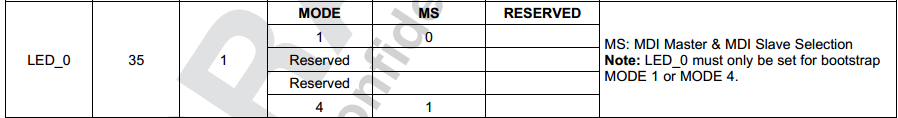 MODE MS RESERVED
LED_0 35 1
1 0
Reserved
Reserved
4 1
MS: MDI Master & MDI Slave Selection
Note: LED_0 must only be set for bootstrap
MODE 1 or MODE 4.